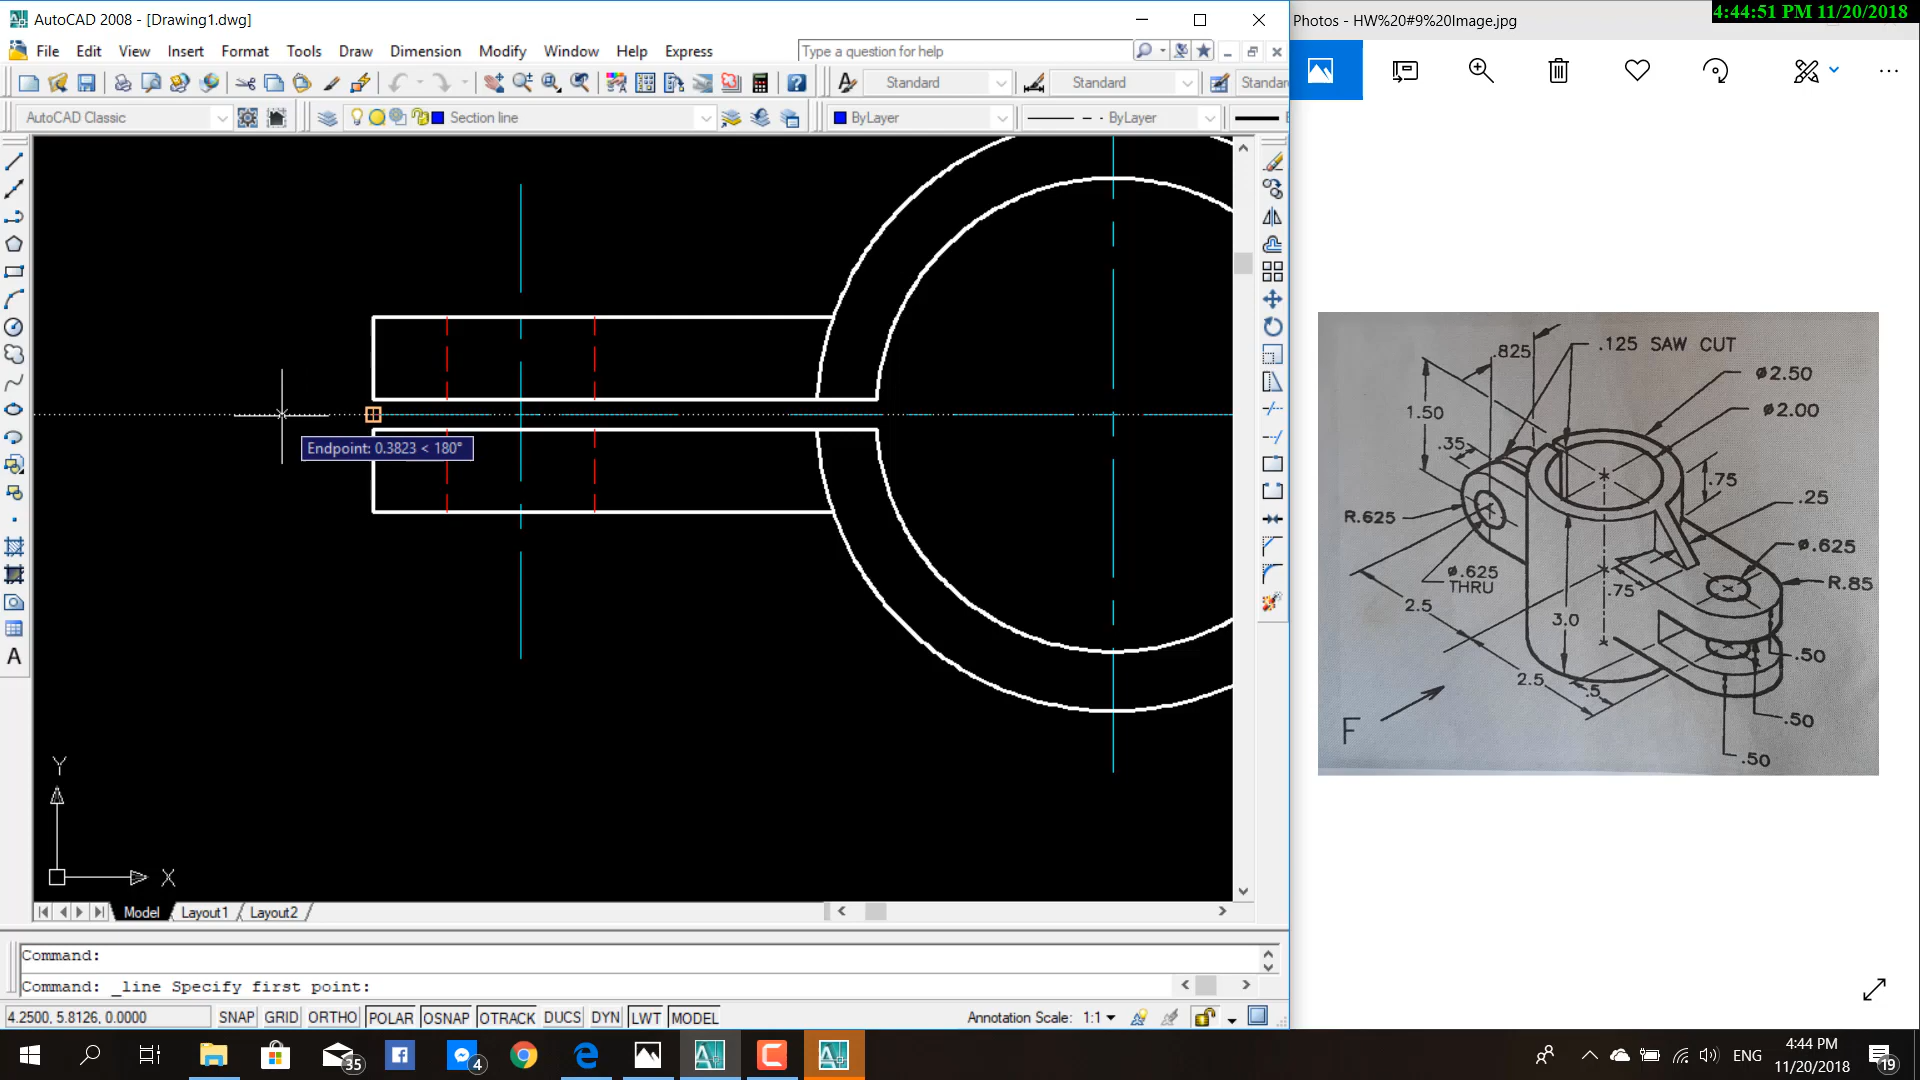 AutoCAD 2008 - [Drawing1.dwg]
Photos - HW%20#9%20Image.jpg
4:44:51 PM 11/20/2018
File Edit View Insert Format Tools Draw Dimension Modify Window Help Express
Type a question for help
Standard
Standard
Standar
AutoCAD Classic
Section line
ByLayer
ByLayer
Endpoint: 0.3823 < 180°
Y
X
.825
.125 SAW CUT
ø2.50
ø2.00
1.50
.35
.75
.25
R.625
ø.625
ø.625
THRU
R.85
.75
2.5
3.0
.50
2.5
.5
.50
F
.50
A
Model Layout1 Layout2
Command:
Command: _line Specify first point:
4.2500, 5.8126, 0.0000
SNAP GRID ORTHO POLAR OSNAP OTRACK DUCS DYN LWT MODEL
Annotation Scale: 1:1
35
4
ENG
4:44 PM
11/20/2018
19